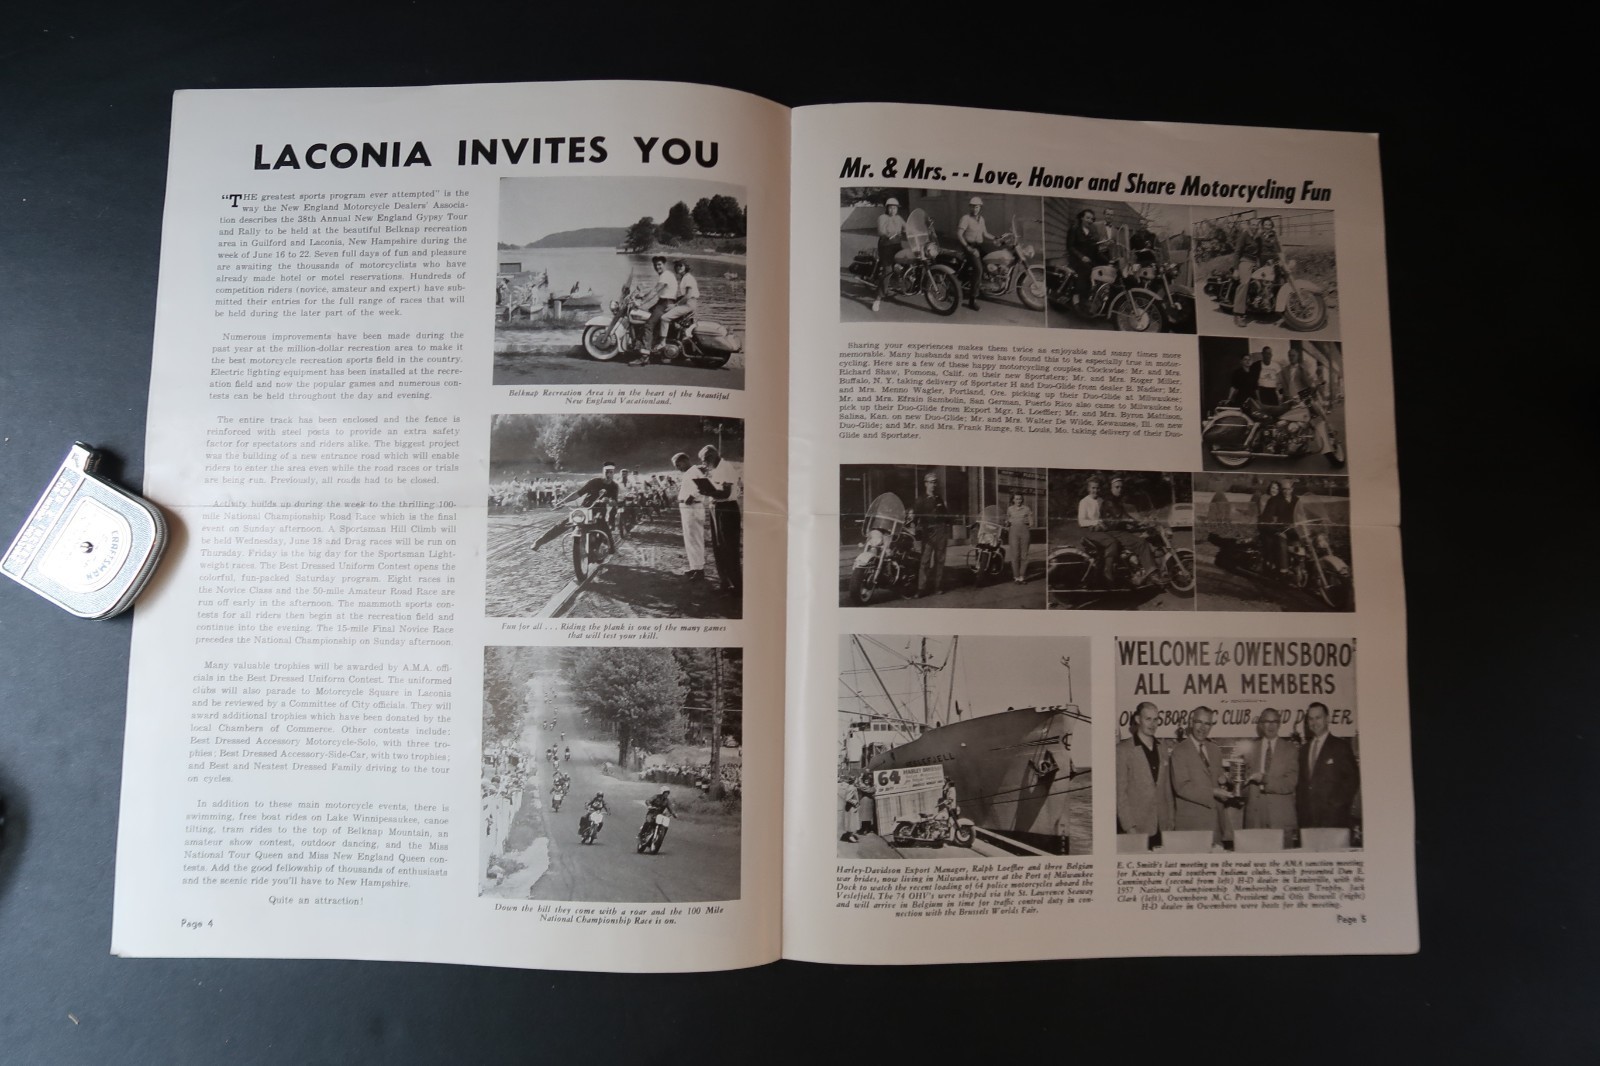 LACONIA INVITES YOU
"THE greatest sports program ever attempted" is the
way the New England Motorcycle Dealers' Associa-
tion describes the 38th Annual New England Gypsy Tour
and Rally to be held at the beautiful Belknap recreation
area in Guilford and Laconia, New Hampshire during the
week of June 16 to 22. Seven full days of fun and pleasure
are awaiting the thousands of motorcyclists who have
already made hotel or motel reservations. Hundreds of
competition riders (novice, amateur and expert) have sub-
mitted their entries for the full range of races that will
be held during the later part of the week.
Numerous improvements have been made during the
past year at the million-dollar recreation area to make it
the best motorcycle recreation sports field in the country.
Electric lighting equipment has been installed at the recre-
ation field and now the popular games and numerous con-
tests can be held throughout the day and evening.
The entire track has been enclosed and the fence is
reinforced with steel posts to provide an extra safety
factor for spectators and riders alike. The biggest project
was the building of a new entrance road which will enable
riders to enter the area even while the road races or trials
are being run. Previously, all roads had to be closed.
Activity builds up during the week to the thrilling 100-
mile National Championship Road Race which is the final
event on Sunday afternoon. A Sportsman Hill Climb will
be held Wednesday, June 18 and Drag races will be run on
Thursday. Friday is the big day for the Sportsman Light-
weight races. The Best Dressed Uniform Contest opens the
colorful, fun-packed Saturday program. Eight races in
the Novice Class and the 50-mile Amateur Road Race are
run off early in the afternoon. The mammoth sports con-
tests for all riders then begin at the recreation field and
continue into the evening. The 15-mile Final Novice Race
precedes the National Championship on Sunday afternoon.
Many valuable trophies will be awarded by A.M.A. offi-
cials in the Best Dressed Uniform Contest. The uniformed
clubs will also parade to Motorcycle Square in Laconia
and be reviewed by a Committee of City officials. They will
award additional trophies which have been donated by the
local Chambers of Commerce. Other contests include;
Best Dressed Accessory Motorcycle-Solo, with three tro-
phies; Best Dressed Accessory-Side-Car, with two trophies;
and Best and Neatest Dressed Family driving to the tour
on cycles.
In addition to these main motorcycle events, there is
swimming, free boat rides on Lake Winnipesaukee, canoe
tilting, tram rides to the top of Belknap Mountain, an
amateur show contest, outdoor dancing, and the Miss
National Tour Queen and Miss New England Queen con-
tests. Add the good fellowship of thousands of enthusiasts
and the scenic ride you'll have to New Hampshire.
Quite an attraction!
Page 4
Belknap Recreation Area is in the heart of the beautiful
New England Vacationland.
Fun for all . . . Riding the plank is one of the many games
that will test your skill.
Down the hill they come with a roar and the 100 Mile
National Championship Race is on.
Mr. & Mrs. -- Love, Honor and Share Motorcycling Fun
Sharing your experiences makes them twice as enjoyable and many times more
memorable. Many husbands and wives have found this to be especially true in motor-
cycling. Here are a few of these happy motorcycling couples. Clockwise: Mr. and Mrs.
Richard Shaw, Pomona, Calif. on their new Sportsters; Mr. and Mrs. Roger Miller,
Buffalo, N. Y. taking delivery of Sportster H and Duo-Glide from dealer B. Nadler; Mr.
and Mrs. Menno Wagler, Portland, Ore. picking up their Duo-Glide at Milwaukee;
Mr. and Mrs. Efrain Sambolin, San German, Puerto Rico also came to Milwaukee to
pick up their Duo-Glide from Export Mgr. R. Loeffler; Mr. and Mrs. Byron Mattison,
Salina, Kan. on new Duo-Glide; Mr. and Mrs. Walter De Wilde, Kewanee, Ill. on new
Duo-Glide; and Mr. and Mrs. Frank Runge, St. Louis, Mo. taking delivery of their Duo-
Glide and Sportster.
64
Harley-Davidson Export Manager, Ralph Loeffler and three Belgian
war brides, now living in Milwaukee, were at the Port of Milwaukee
Dock to watch the recent loading of 64 police motorcycles aboard the
Veslefjell. The 74 OHV's were shipped via the St. Lawrence Seaway
and will arrive in Belgium in time for traffic control duty in con-
nection with the Brussels Worlds Fair.
WELCOME to OWENSBORO
ALL AMA MEMBERS
E. C. Smith's last meeting on the road was the AMA sanction meeting
for Kentucky and southern Indiana clubs. Smith presented Dan E.
Cunningham (second from left) H-D dealer in Louisville, with the
1957 National Championship Membership Contest Trophy. Jack
Clark (left), Owensboro M. C. President and Otis Boswell (right)
H-D dealer in Owensboro were hosts for the meeting.
Page 5
CRAFTSMAN